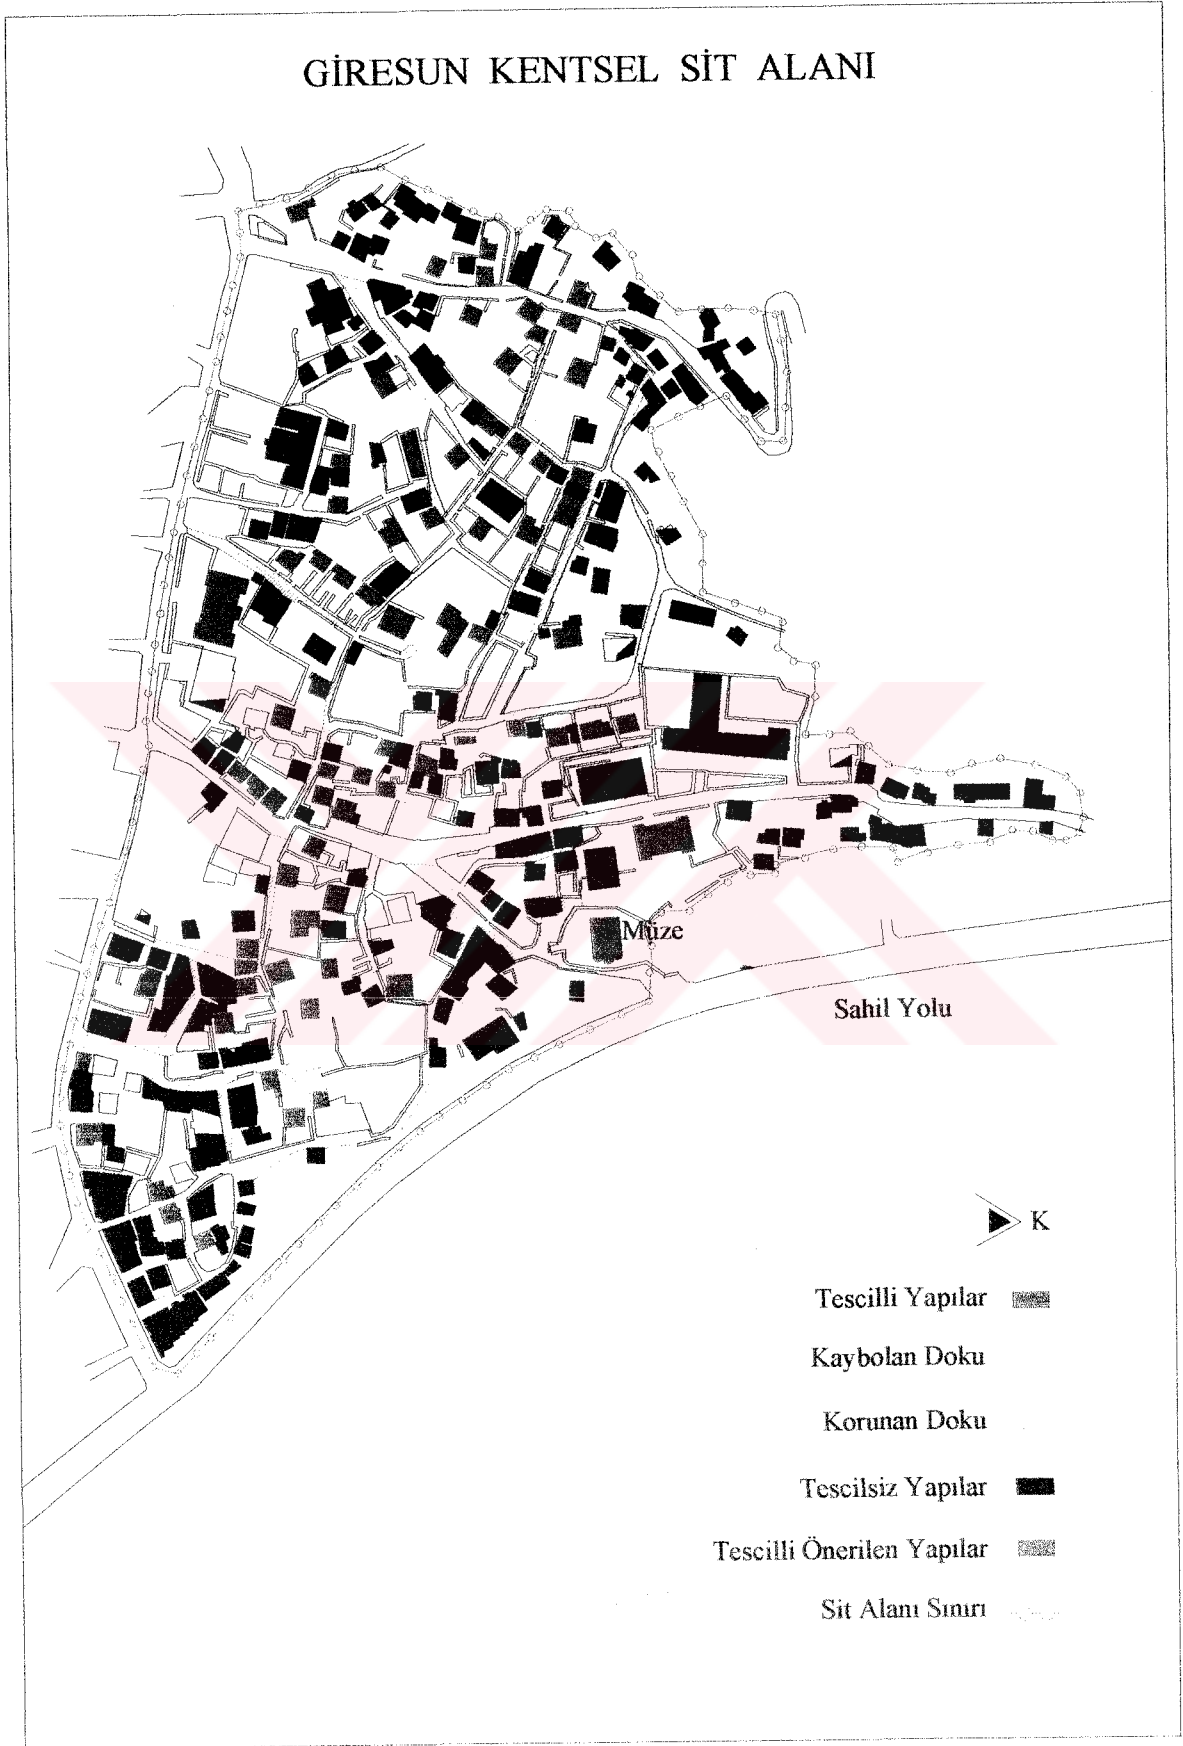 GİRESUN KENTSEL SİT ALANI
Müze
Sahil Yolu
K
Tescilli Yapılar
Kaybolan Doku
Korunan Doku
Tescilsiz Yapılar
Tescilli Önerilen Yapılar
Sit Alanı Sınırı